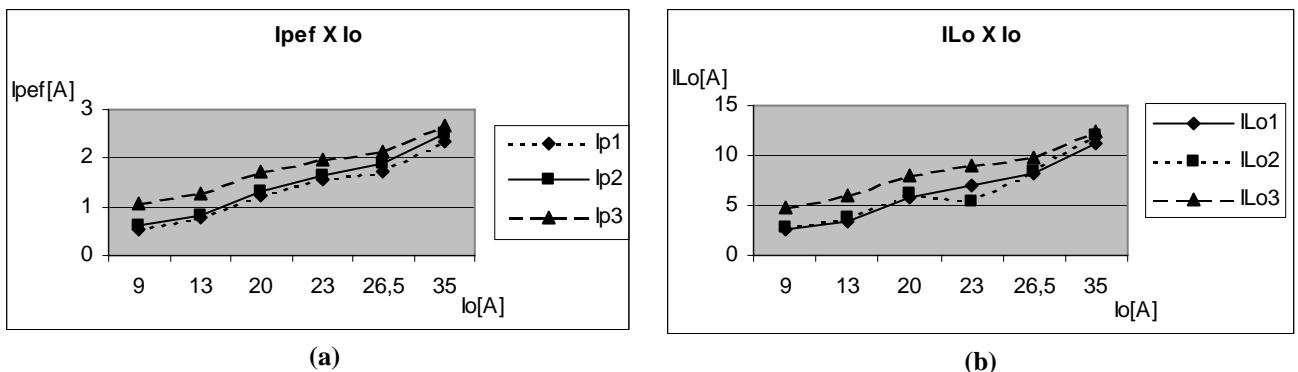 Ipef X Io
Ipef[A]
3
2
1
0
9 13 20 23 26,5 35
Io[A]
Ip1
Ip2
Ip3
(a)
ILo X Io
ILo[A]
15
10
5
0
9 13 20 23 26,5 35
Io[A]
ILo1
ILo2
ILo3
(b)